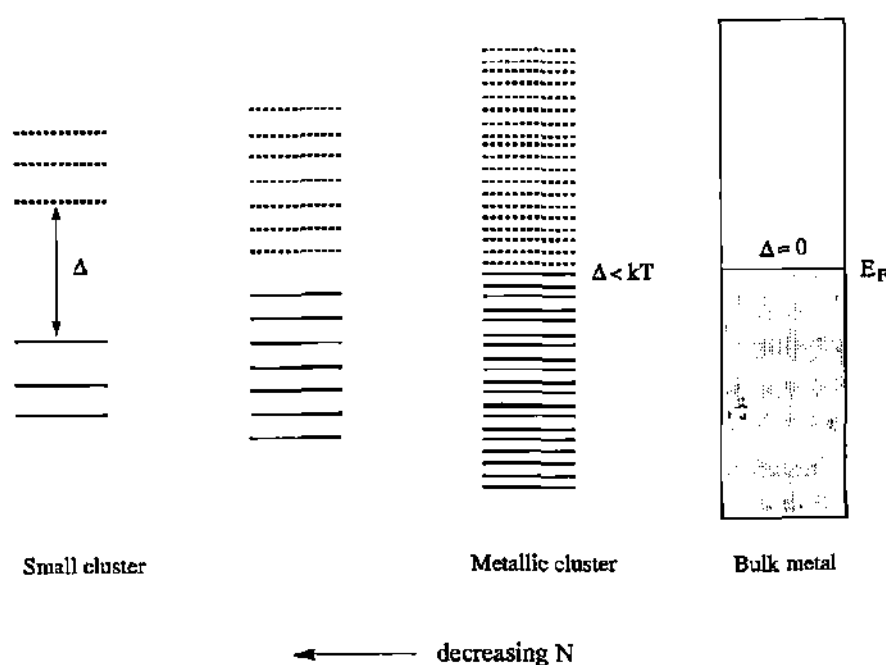 Δ = 0
Δ
Δ < kT
E_F
Small cluster
Metallic cluster
Bulk metal
decreasing N